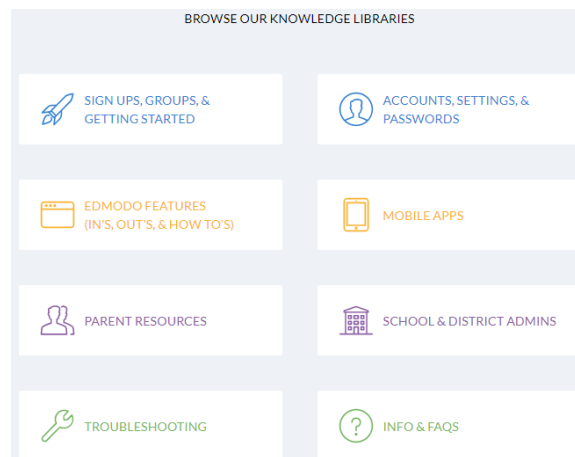 BROWSE OUR KNOWLEDGE LIBRARIES
SIGN UPS, GROUPS, &
GETTING STARTED
ACCOUNTS, SETTINGS, &
PASSWORDS
EDMODO FEATURES
(IN'S, OUT'S, & HOW TO'S)
MOBILE APPS
PARENT RESOURCES
SCHOOL & DISTRICT ADMINS
TROUBLESHOOTING
?
INFO & FAQS